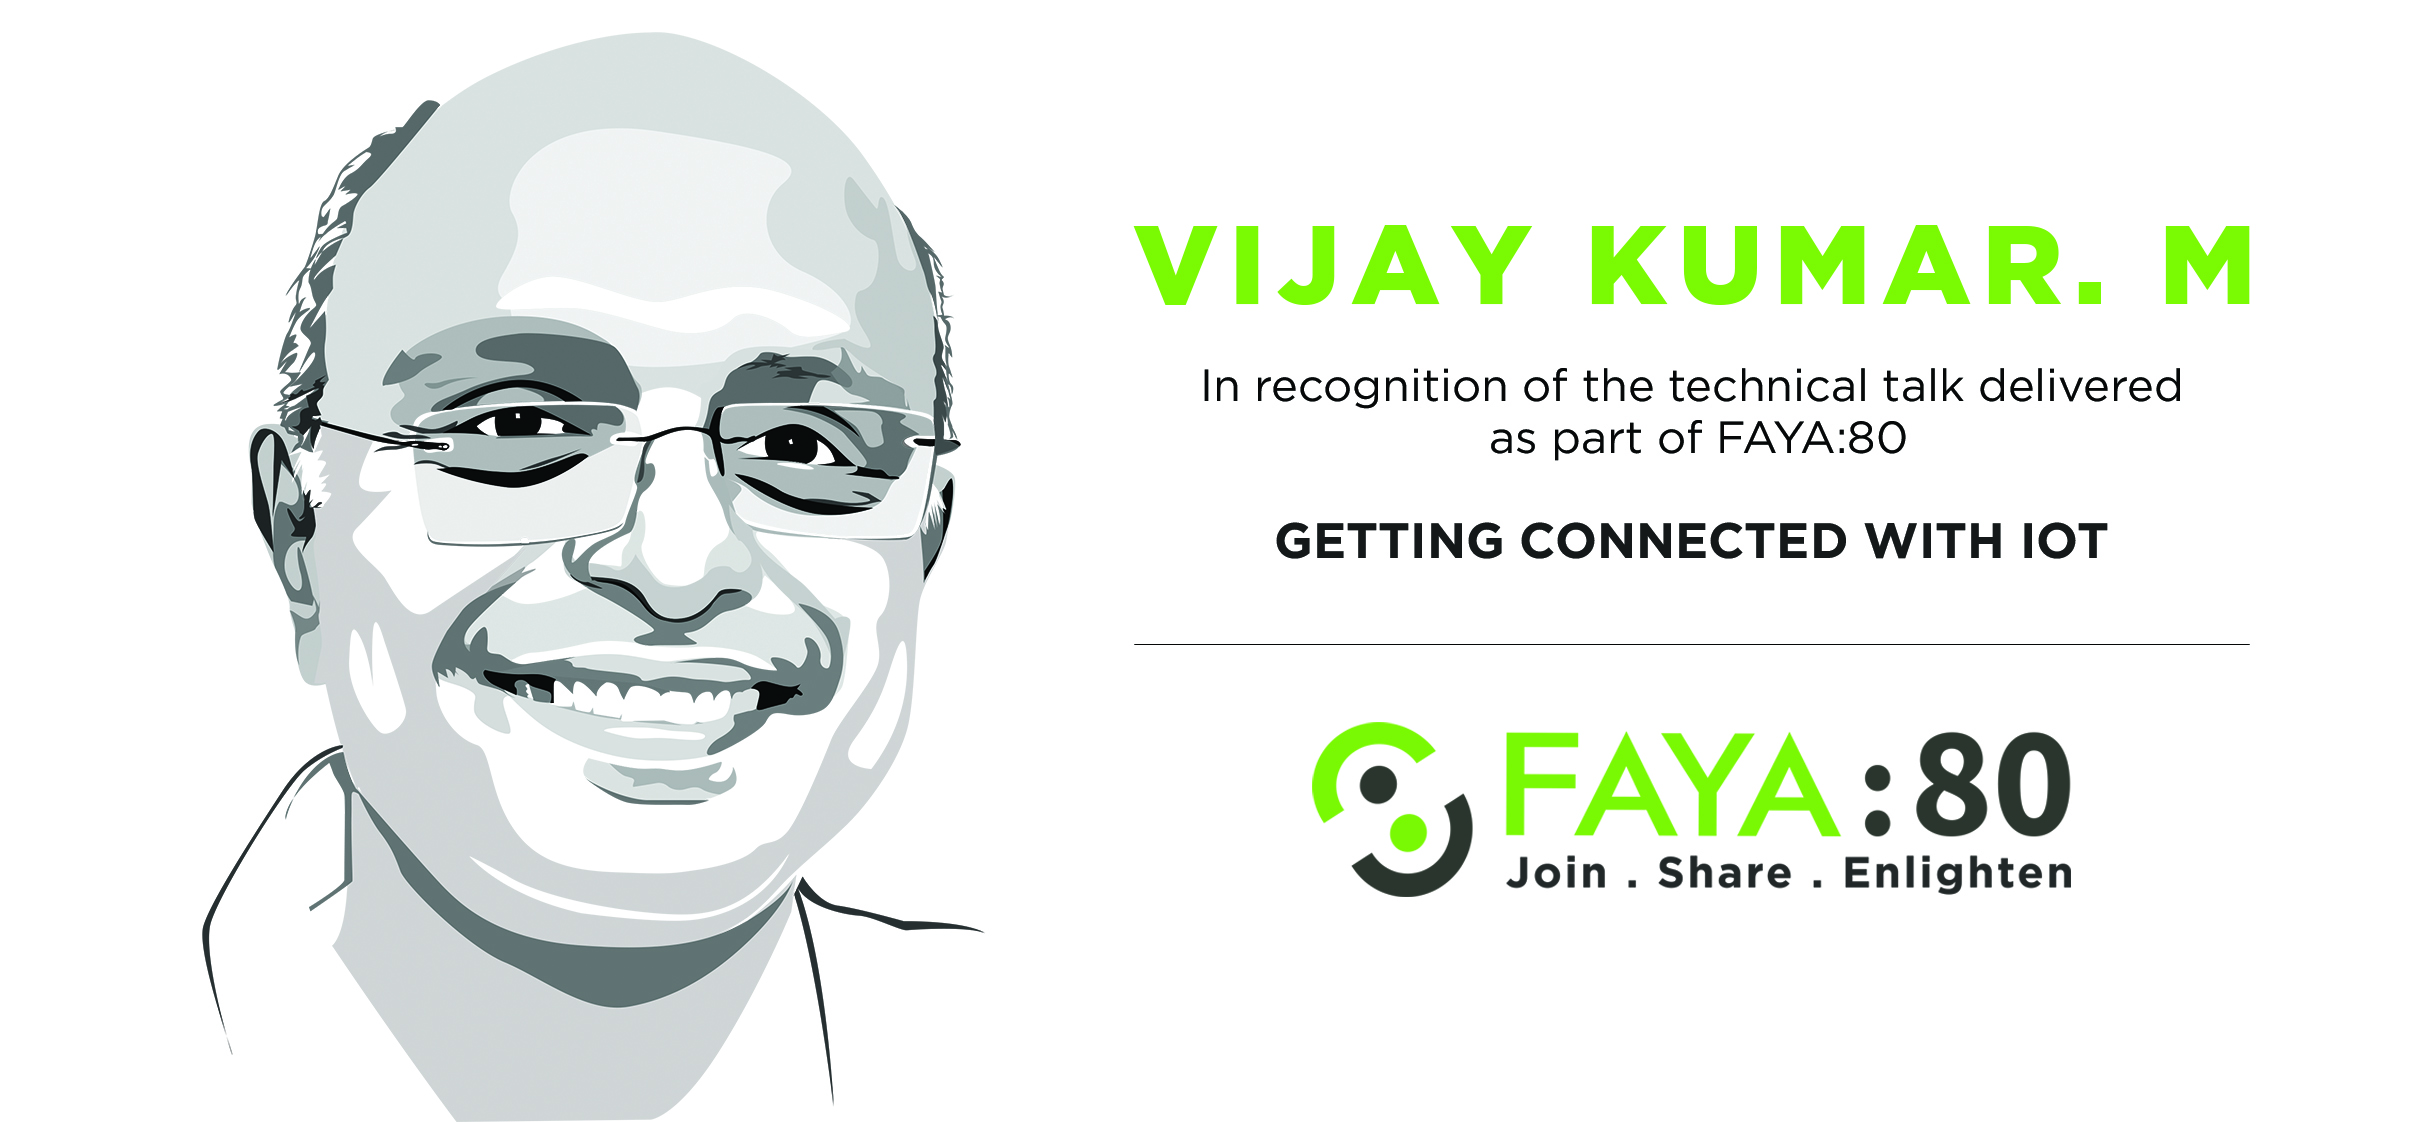 VIJAY KUMAR. M
In recognition of the technical talk delivered
as part of FAYA:80
GETTING CONNECTED WITH IOT
FAYA:80
Join . Share . Enlighten